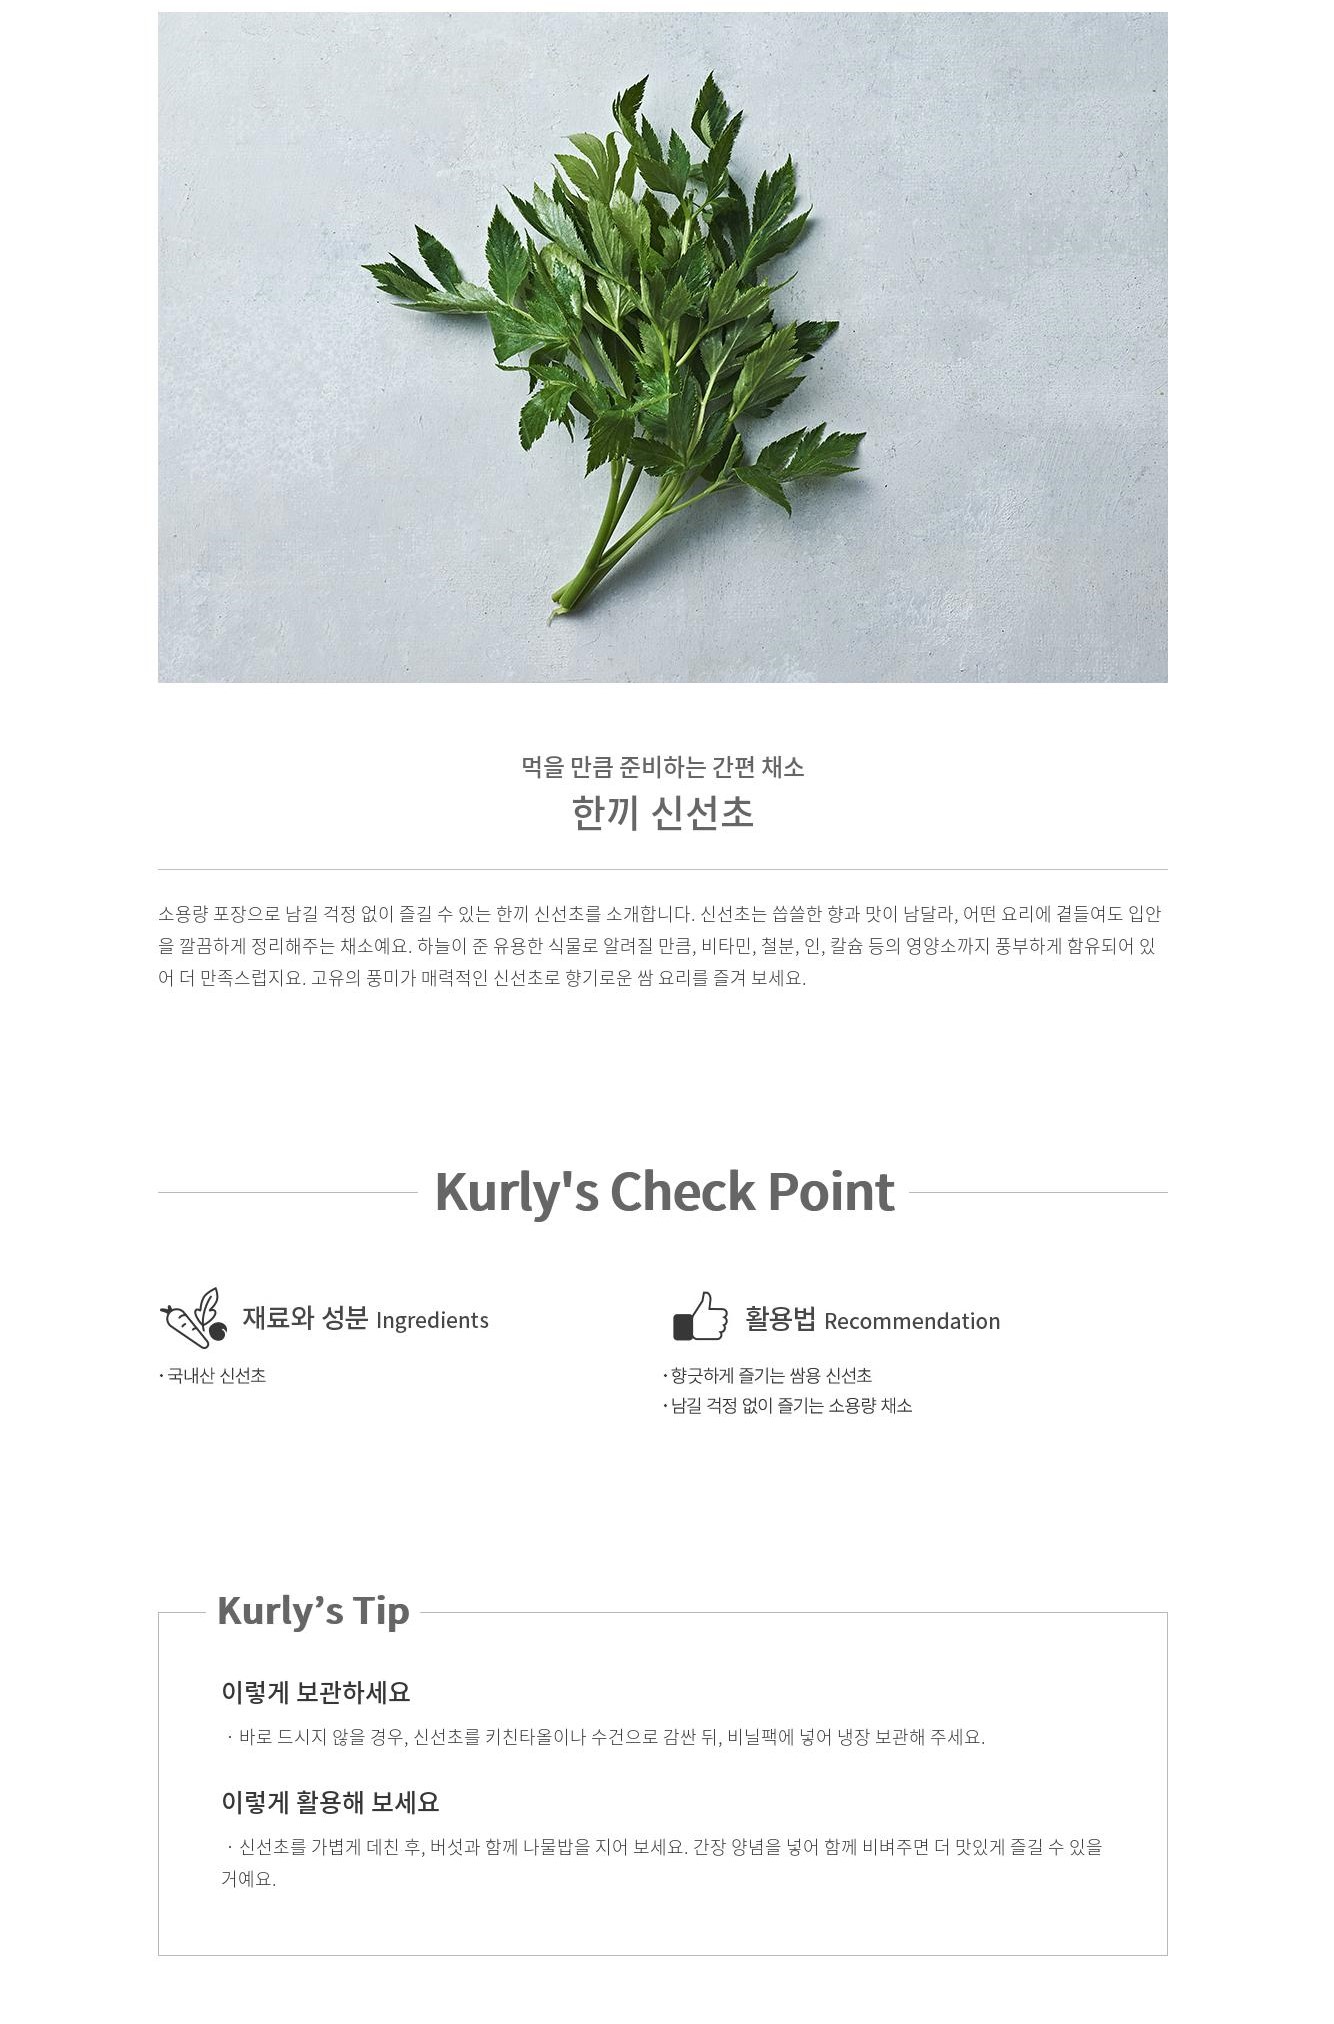 먹을 만큼 준비하는 간편 채소
한끼 신선초
소용량 포장으로 남길 걱정 없이 즐길 수 있는 한끼 신선초를 소개합니다. 신선초는 씁쓸한 향과 맛이 남달라, 어떤 요리에 곁들여도 입안
을 깔끔하게 정리해주는 채소예요. 하늘이 준 유용한 식물로 알려질 만큼, 비타민, 철분, 인, 칼슘 등의 영양소까지 풍부하게 함유되어 있
어 더 만족스럽지요. 고유의 풍미가 매력적인 신선초로 향기로운 쌈 요리를 즐겨 보세요.
Kurly's Check Point
재료와 성분 Ingredients
· 국내산 신선초
활용법 Recommendation
· 향긋하게 즐기는 쌈용 신선초
· 남길 걱정 없이 즐기는 소용량 채소
Kurly’s Tip
이렇게 보관하세요
· 바로 드시지 않을 경우, 신선초를 키친타올이나 수건으로 감싼 뒤, 비닐팩에 넣어 냉장 보관해 주세요.
이렇게 활용해 보세요
· 신선초를 가볍게 데친 후, 버섯과 함께 나물밥을 지어 보세요. 간장 양념을 넣어 함께 비벼주면 더 맛있게 즐길 수 있을
거예요.